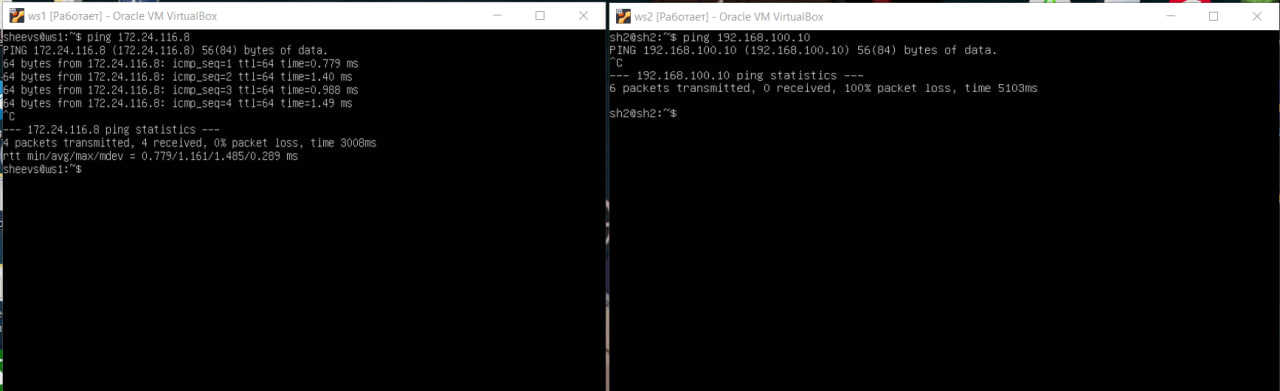 ws1 [Работает] - Oracle VM VirtualBox
sheevs@ws1:~$ ping 172.24.116.8
PING 172.24.116.8 (172.24.116.8) 56(84) bytes of data.
64 bytes from 172.24.116.8: icmp_seq=1 ttl=64 time=0.779 ms
64 bytes from 172.24.116.8: icmp_seq=2 ttl=64 time=1.40 ms
64 bytes from 172.24.116.8: icmp_seq=3 ttl=64 time=0.988 ms
64 bytes from 172.24.116.8: icmp_seq=4 ttl=64 time=1.49 ms
^C
--- 172.24.116.8 ping statistics ---
4 packets transmitted, 4 received, 0% packet loss, time 3008ms
rtt min/avg/max/mdev = 0.779/1.161/1.485/0.289 ms
sheevs@ws1:~$
ws2 [Работает] - Oracle VM VirtualBox
sh2@sh2:~$ ping 192.168.100.10
PING 192.168.100.10 (192.168.100.10) 56(84) bytes of data.
^C
--- 192.168.100.10 ping statistics ---
6 packets transmitted, 0 received, 100% packet loss, time 5103ms
sh2@sh2:~$